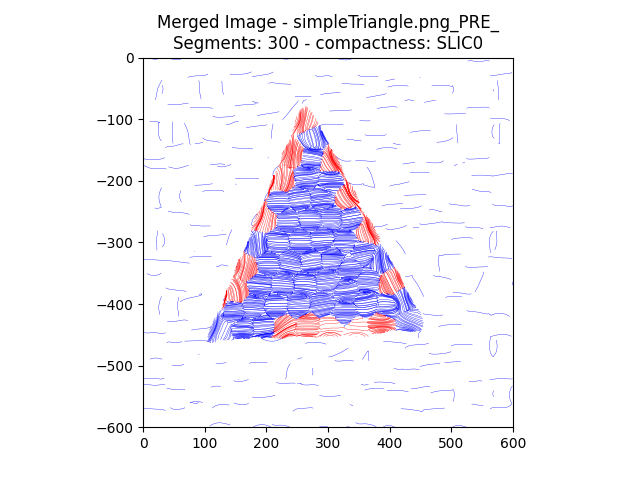 Merged Image - simpleTriangle.png_PRE_
Segments: 300 - compactness: SLIC0
0
−100
−200
−300
−400
−500
−600
0 100 200 300 400 500 600